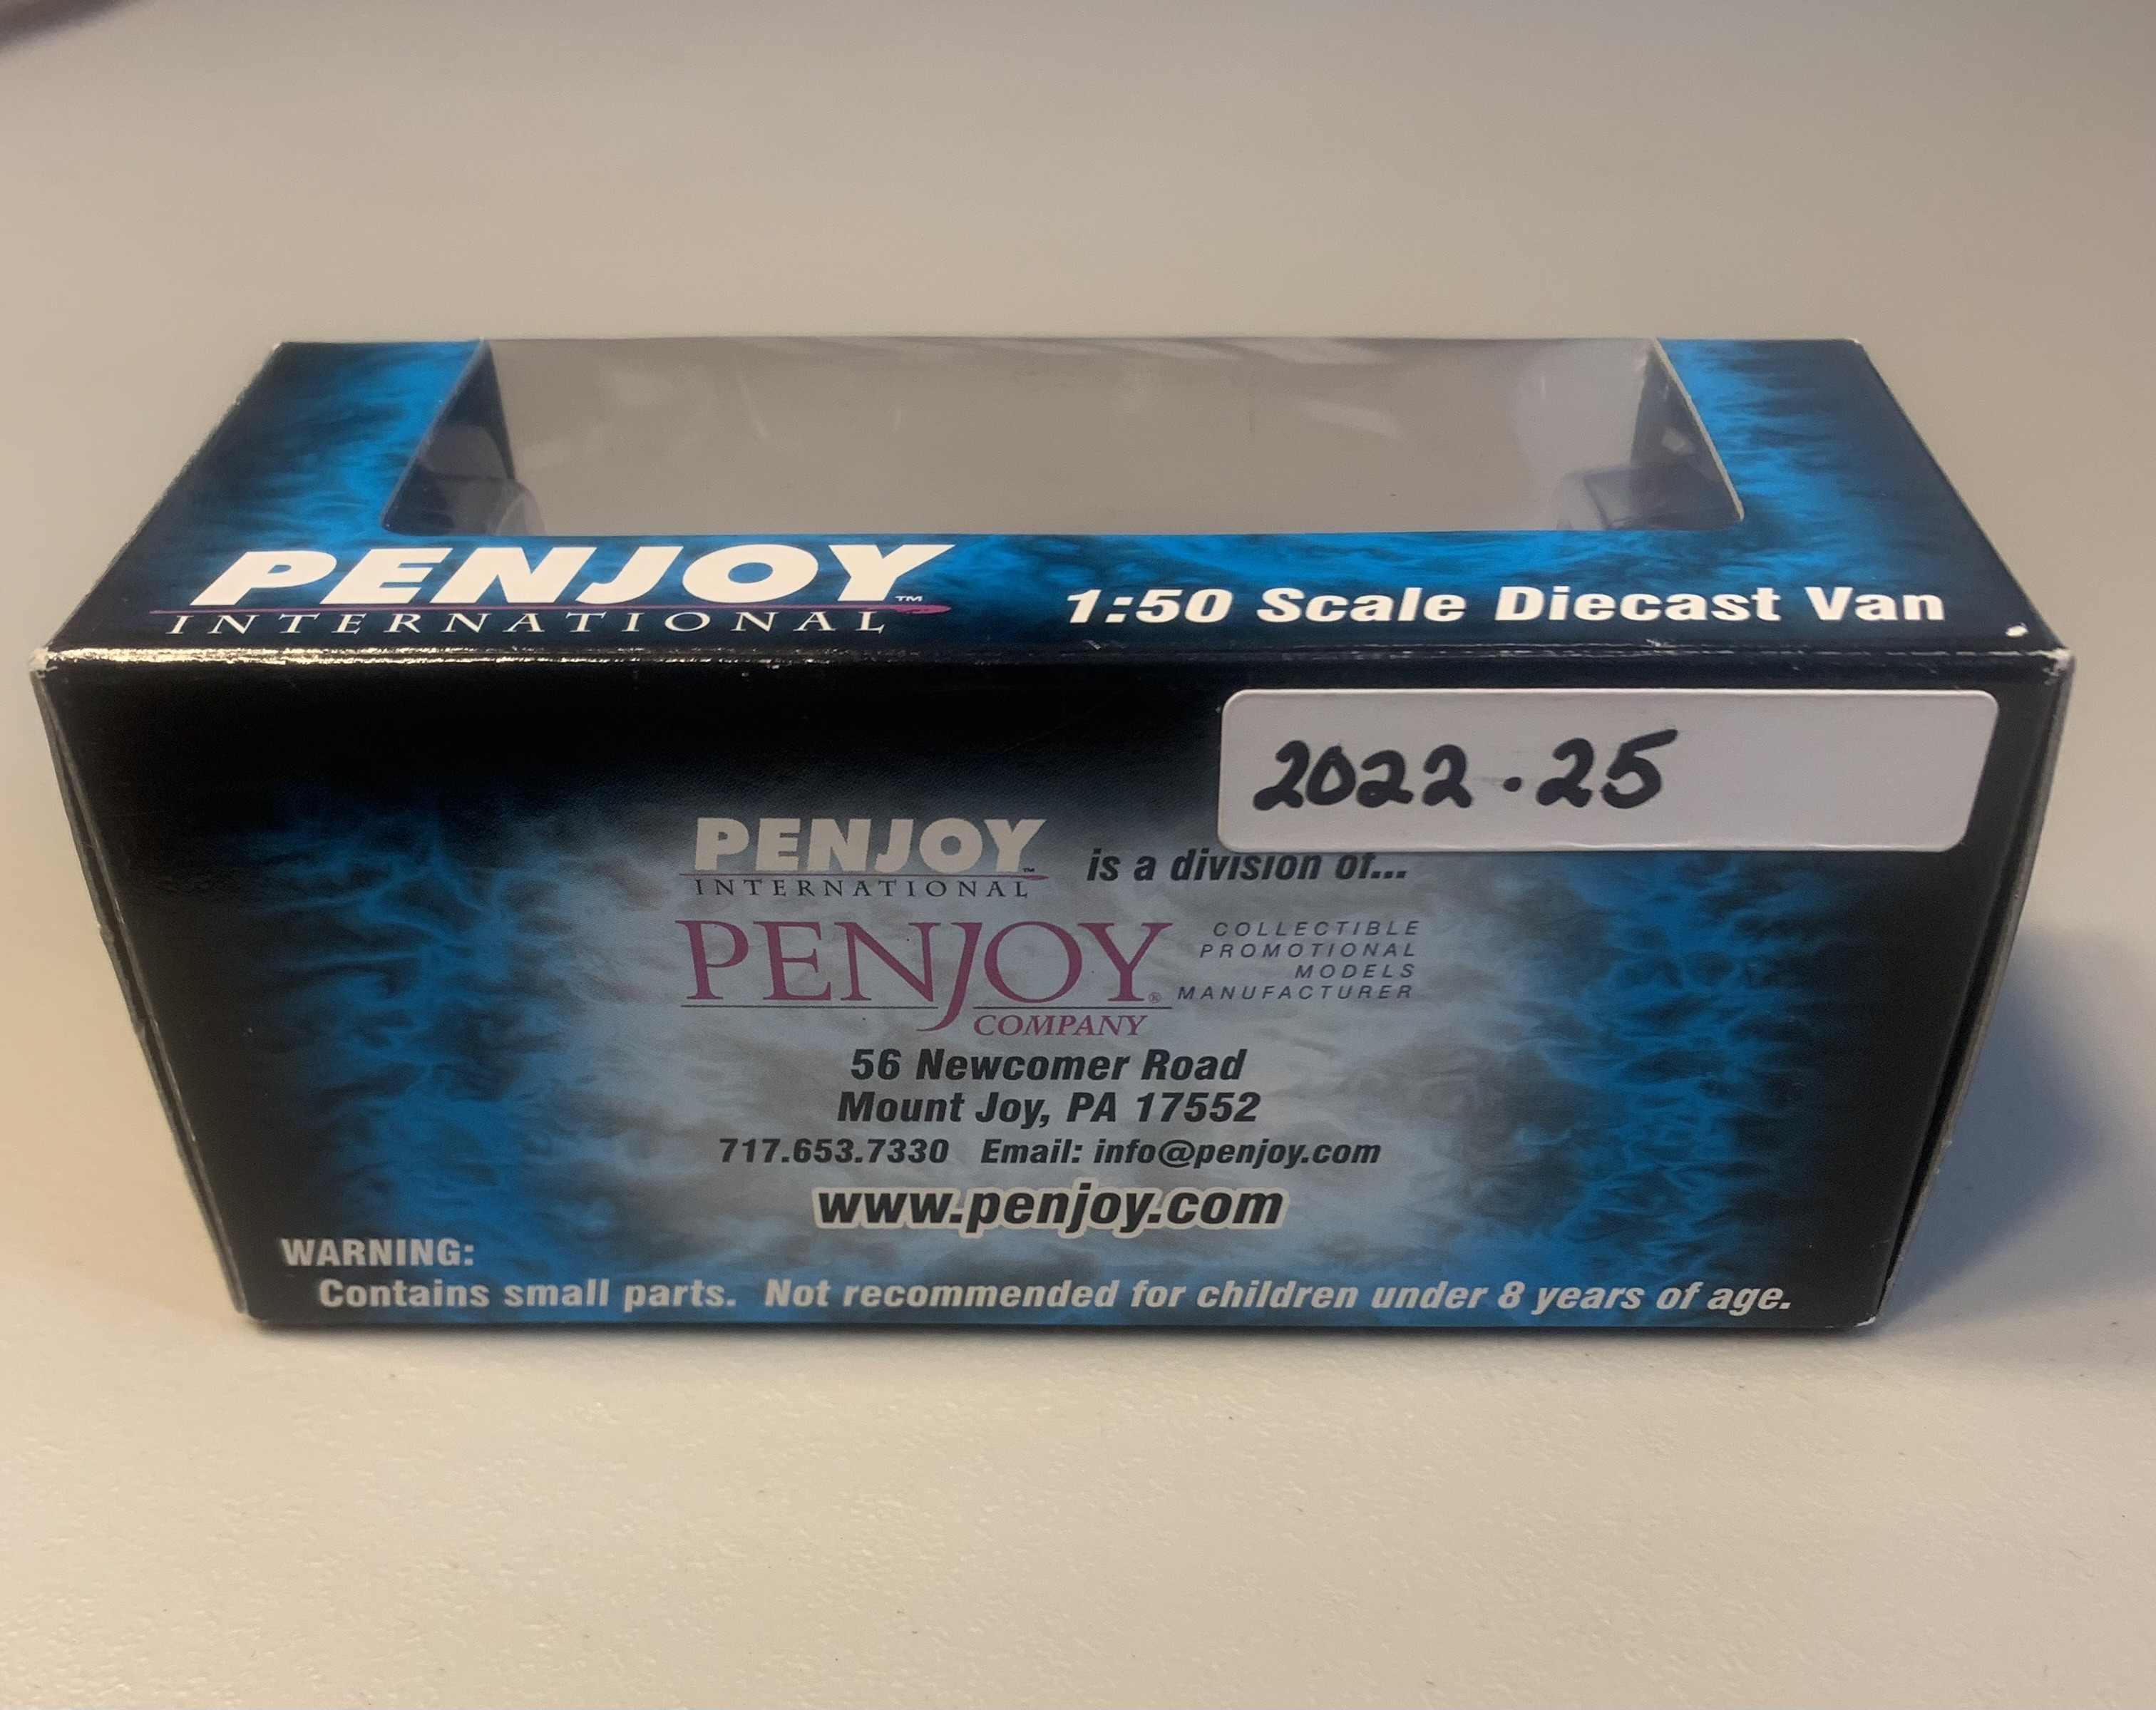 PENJOY™
INTERNATIONAL
1:50 Scale Diecast Van
2022.25
PENJOY™
INTERNATIONAL
is a division of...
PENJOY®
COMPANY
COLLECTIBLE
PROMOTIONAL
MODELS
MANUFACTURER
56 Newcomer Road
Mount Joy, PA 17552
717.653.7330 Email: info@penjoy.com
www.penjoy.com
WARNING:
Contains small parts. Not recommended for children under 8 years of age.